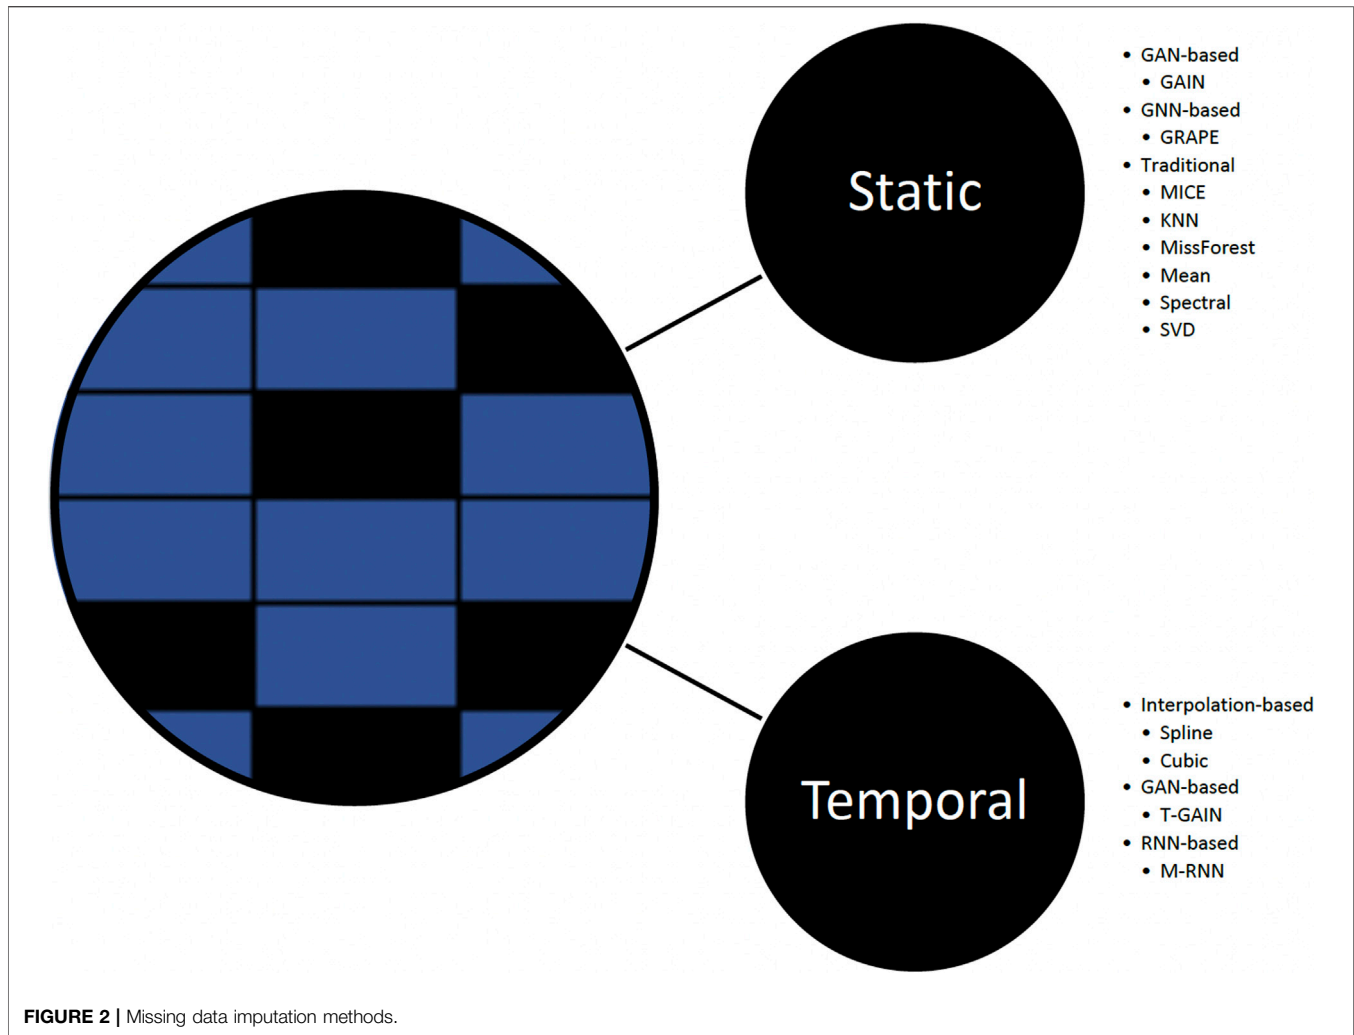 Static
• GAN-based
• GAIN
• GNN-based
• GRAPE
• Traditional
• MICE
• KNN
• MissForest
• Mean
• Spectral
• SVD
Temporal
• Interpolation-based
• Spline
• Cubic
• GAN-based
• T-GAIN
• RNN-based
• M-RNN
FIGURE 2 | Missing data imputation methods.